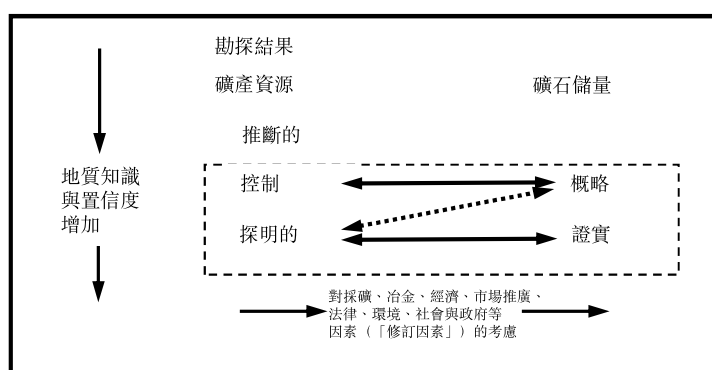 勘探結果
礦產資源
礦石儲量
推斷的
地質知識
與置信度
增加
控制
概略
探明的
證實
對採礦、冶金、經濟、市場推廣、
法律、環境、社會與政府等
因素（「修訂因素」）的考慮